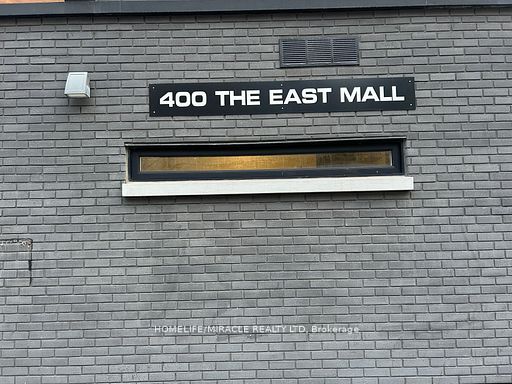 400 THE EAST MALL
HOMELIFE/MIRACLE REALTY LTD, Brokerage